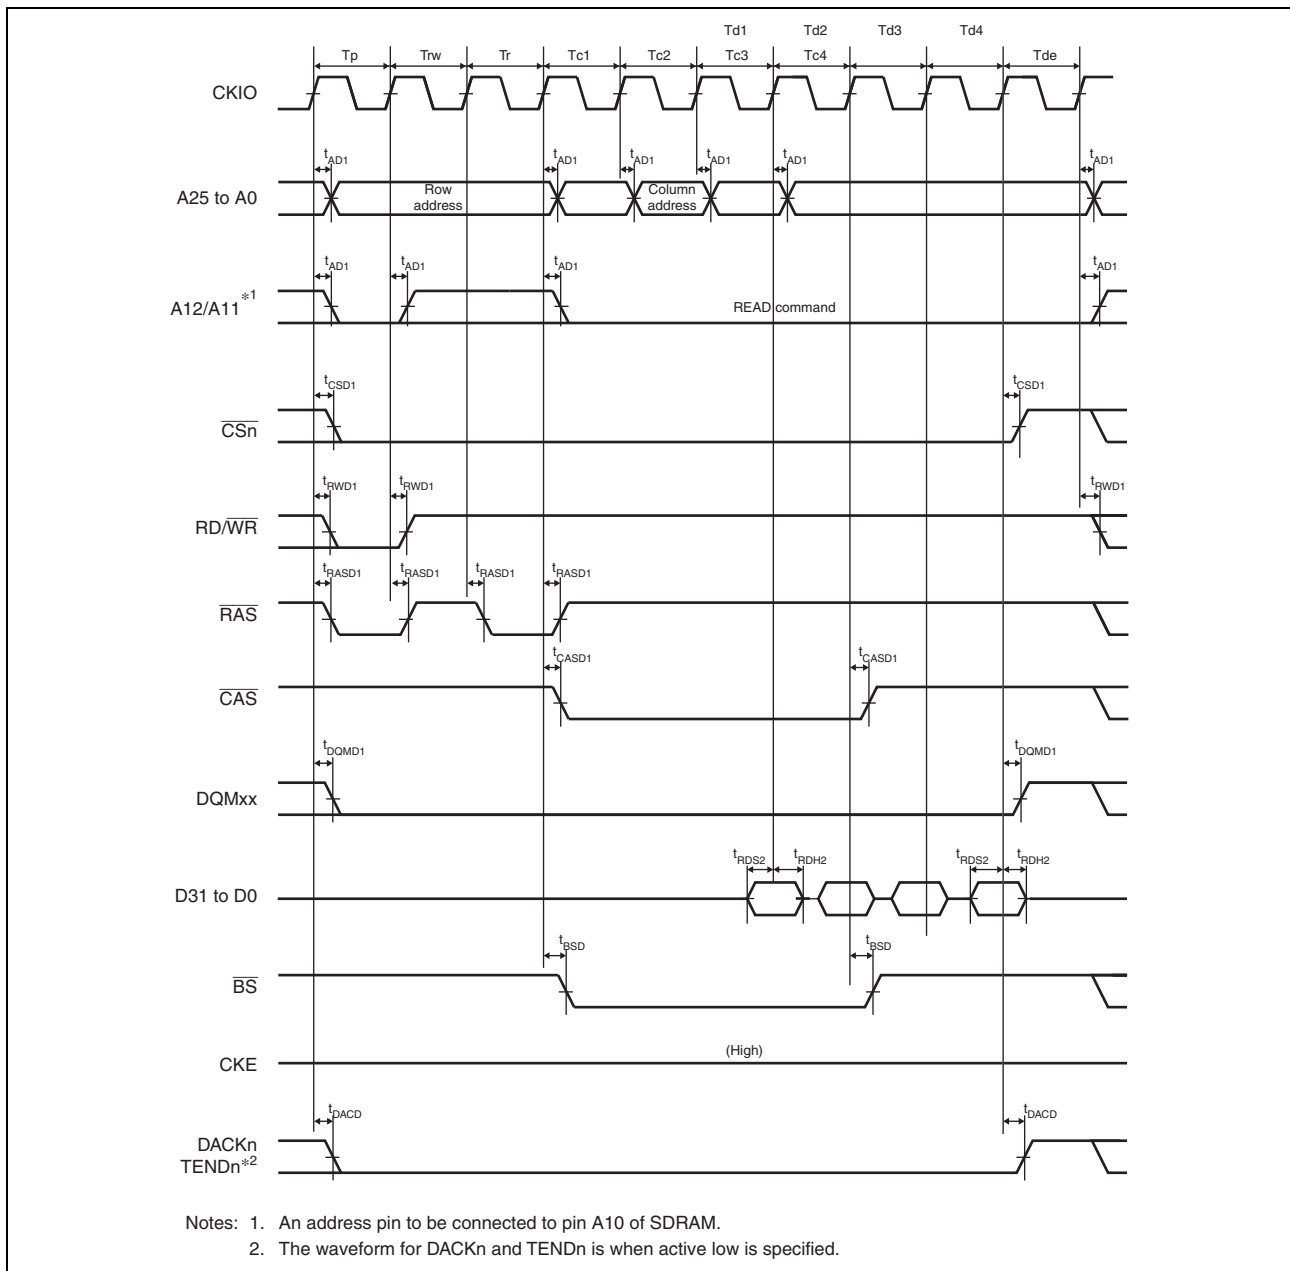 Td1 Td2 Td3 Td4
Tp Trw Tr Tc1 Tc2 Tc3 Tc4 Tde
CKIO
tAD1 tAD1 tAD1 tAD1 tAD1 tAD1
A25 to A0
Row
address
Column
address
tAD1 tAD1 tAD1 tAD1
A12/A11*1
READ command
tCSD1 tCSD1
CSn
tRWD1 tRWD1 tRWD1
RD/WR
tRASD1 tRASD1 tRASD1 tRASD1
RAS
tCASD1 tCASD1
CAS
tDQMD1 tDQMD1
DQMxx
tRDS2 tRDH2 tRDS2 tRDH2
D31 to D0
tBSD tBSD
BS
(High)
CKE
tDACD tDACD
DACKn
TENDn*2
Notes: 1. An address pin to be connected to pin A10 of SDRAM.
2. The waveform for DACKn and TENDn is when active low is specified.